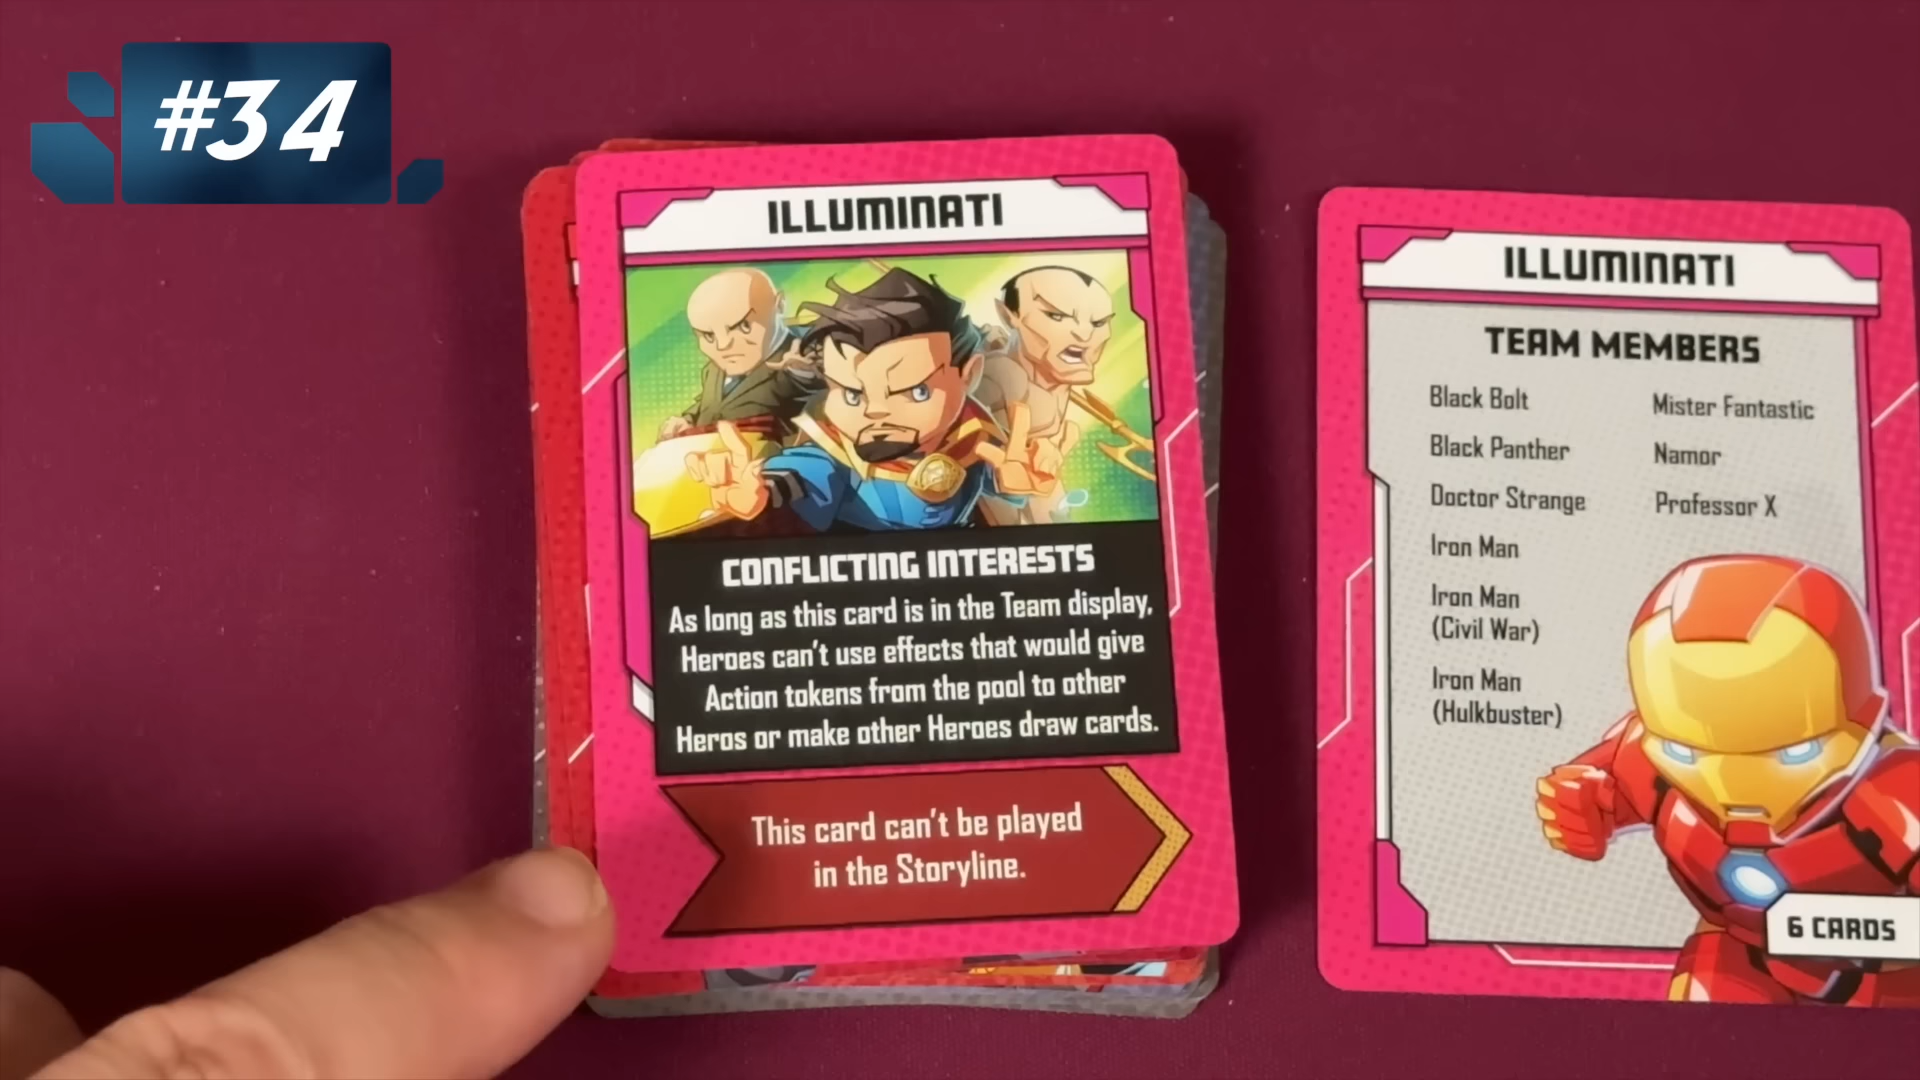 #34
ILLUMINATI
CONFLICTING INTERESTS
As long as this card is in the Team display,
Heroes can't use effects that would give
Action tokens from the pool to other
Heros or make other Heroes draw cards.
This card can't be played
in the Storyline.
ILLUMINATI
TEAM MEMBERS
Black Bolt
Black Panther
Doctor Strange
Iron Man
Iron Man
(Civil War)
Iron Man
(Hulkbuster)
Mister Fantastic
Namor
Professor X
6 CARDS